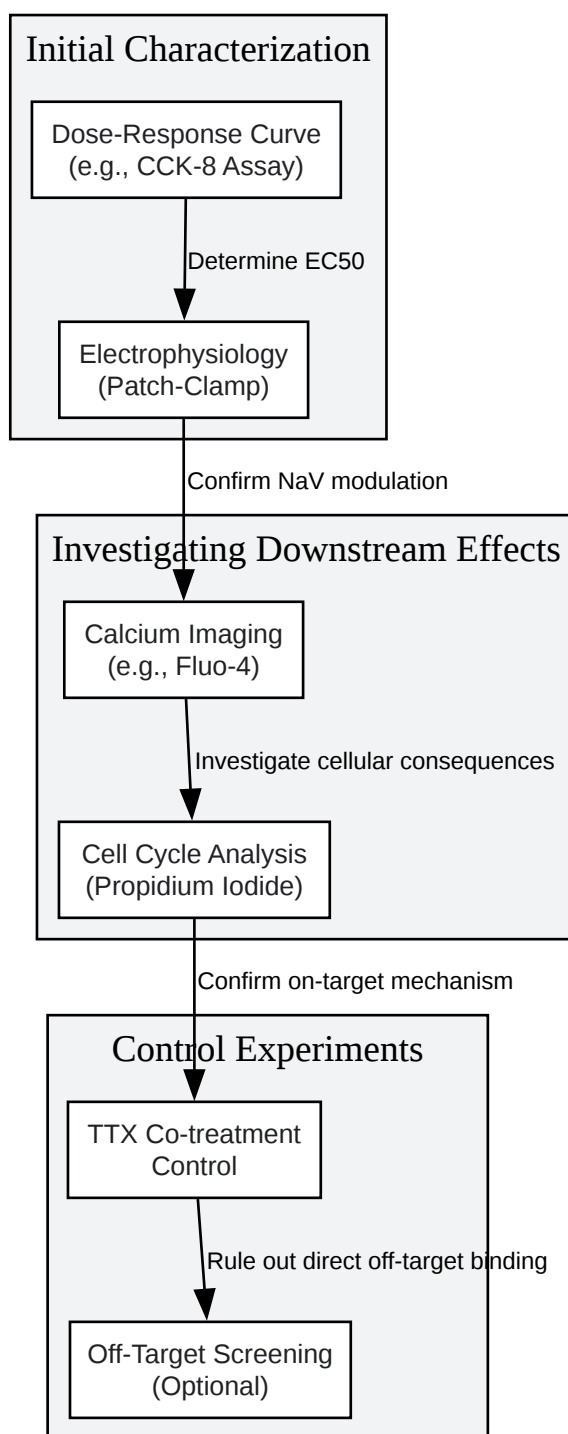 Initial Characterization
Dose-Response Curve
(e.g., CCK-8 Assay)
Determine EC50
Electrophysiology
(Patch-Clamp)
Confirm NaV modulation
Investigating Downstream Effects
Calcium Imaging
(e.g., Fluo-4)
Investigate cellular consequences
Cell Cycle Analysis
(Propidium Iodide)
Confirm on-target mechanism
Control Experiments
TTX Co-treatment
Control
Rule out direct off-target binding
Off-Target Screening
(Optional)